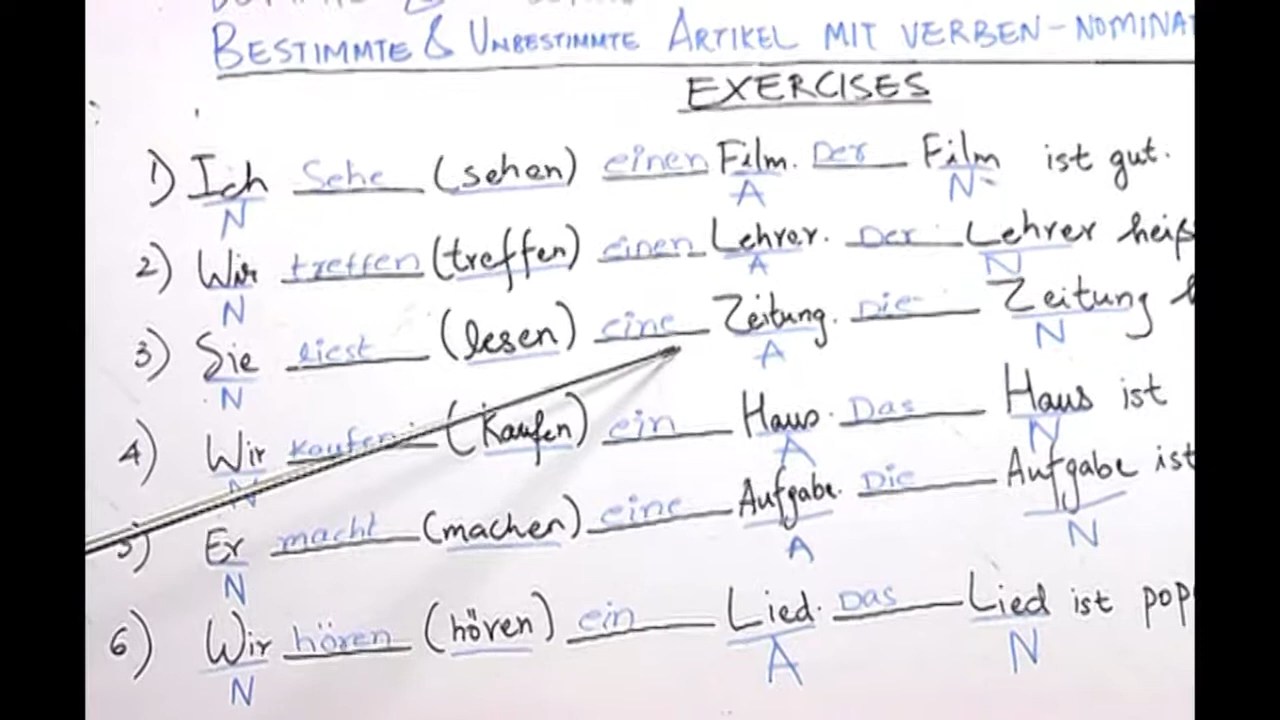 BESTIMMTE & UNBESTIMMTE ARTIKEL MIT VERBEN-NOMINAT
EXERCISES
1) Ich sehe (sehen) einen Film. Der Film ist gut.
N A N
2) Wir treffen (treffen) einen Lehrer. Der Lehrer heiß
N A N
3) Sie liest (lesen) eine Zeitung. Die Zeitung
N A N
4) Wir kaufen (kaufen) ein Haus. Das Haus ist
N A N
5) Er macht (machen) eine Aufgabe. Die Aufgabe ist
N A N
6) Wir hören (hören) ein Lied. Das Lied ist pop
N A N